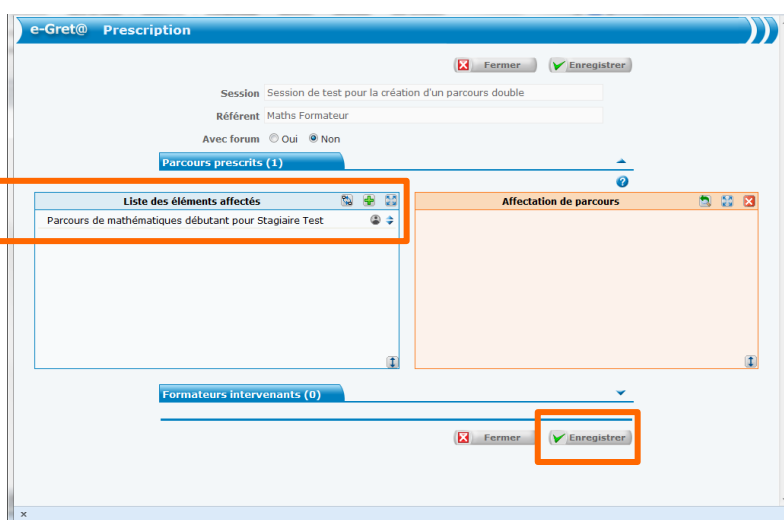 e-Gret@ Prescription
Fermer Enregistrer
Session Session de test pour la création d'un parcours double
Référent Maths Formateur
Avec forum Oui Non
Parcours prescrits (1)
Liste des éléments affectés
Affectation de parcours
Parcours de mathématiques débutant pour Stagiaire Test
Formateurs intervenants (0)
Fermer Enregistrer
x